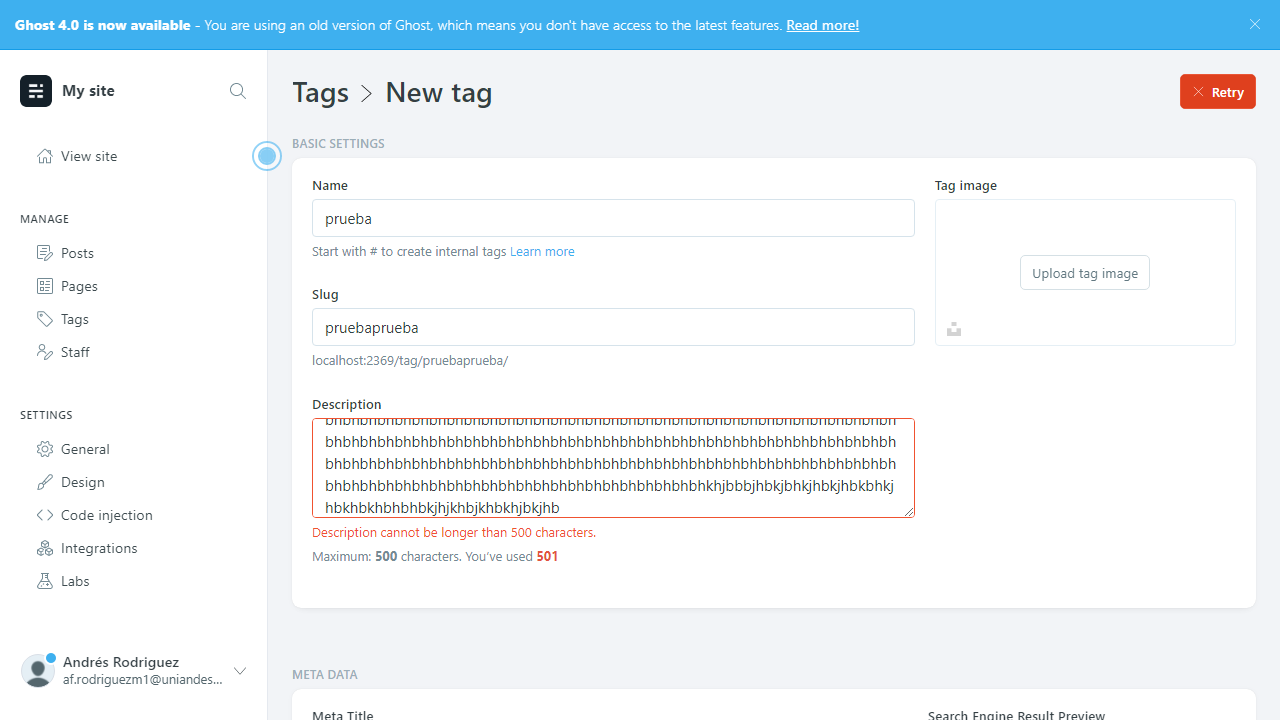 Ghost 4.0 is now available - You are using an old version of Ghost, which means you don't have access to the latest features. Read more!
My site
Tags > New tag
Retry
View site
BASIC SETTINGS
Name
prueba
Start with # to create internal tags Learn more
Tag image
Upload tag image
MANAGE
Posts
Pages
Tags
Staff
Slug
pruebaprueba
localhost:2369/tag/pruebaprueba/
Description
hbkhbkhbhbhbkjhjkhbjkhbkhjbkjhb
Description cannot be longer than 500 characters.
Maximum: 500 characters. You've used 501
SETTINGS
General
Design
Code injection
Integrations
Labs
Andrés Rodriguez
af.rodriguezm1@uniandes...
META DATA
Meta Title
Search Engine Result Preview